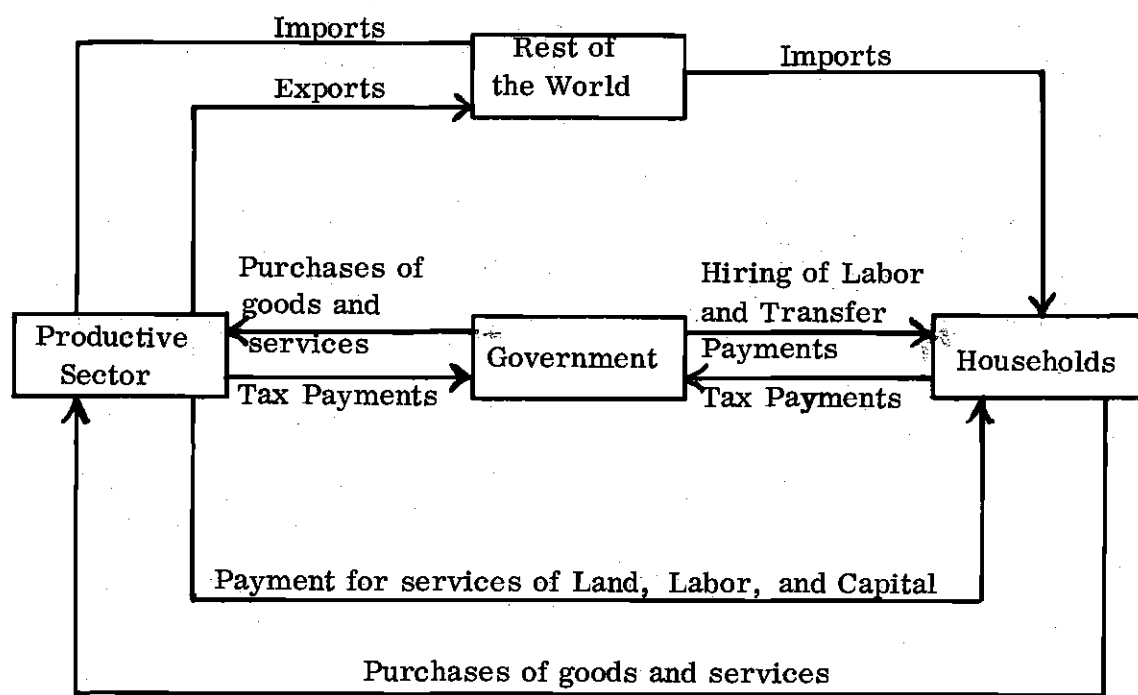 Imports
Rest of
the World
Imports
Exports
Purchases of
goods and
services
Hiring of Labor
and Transfer
Payments
Productive
Sector
Government
Households
Tax Payments
Tax Payments
Payment for services of Land, Labor, and Capital
Purchases of goods and services